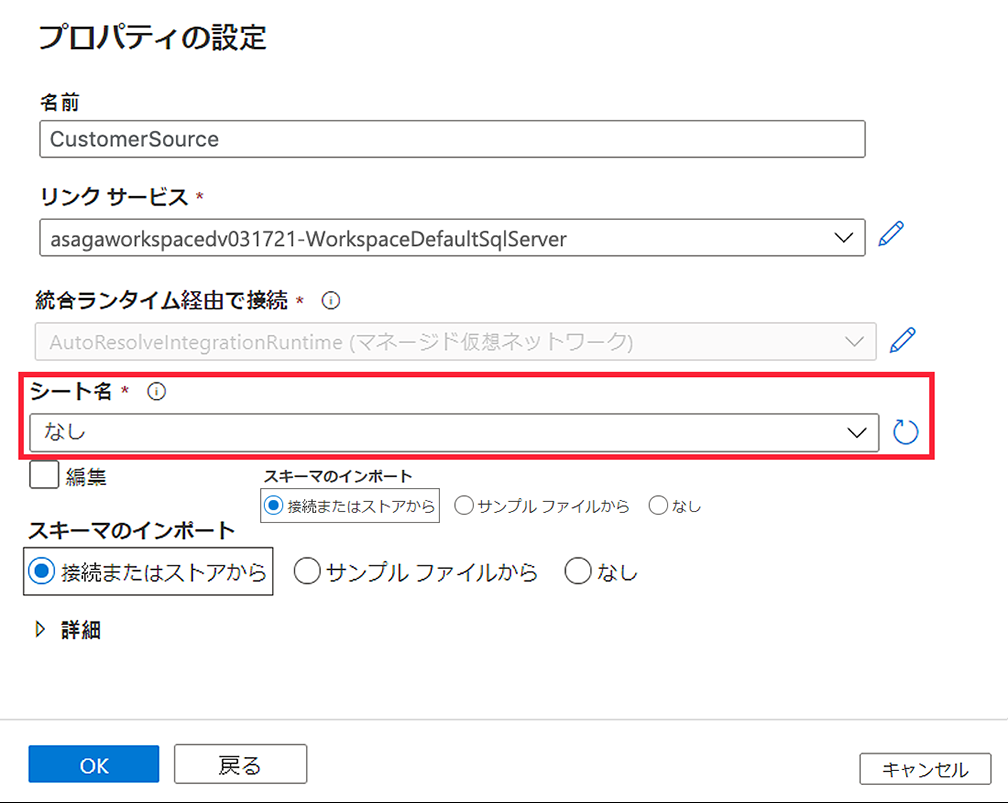 プロパティの設定
名前
CustomerSource
リンク サービス *
asagaworkspacedv031721-WorkspaceDefaultSqlServer
統合ランタイム経由で接続 *
AutoResolveIntegrationRuntime (マネージド仮想ネットワーク)
シート名 *
なし
編集
スキーマのインポート
接続またはストアから サンプル ファイルから なし
スキーマのインポート
接続またはストアから サンプル ファイルから なし
詳細
OK 戻る キャンセル